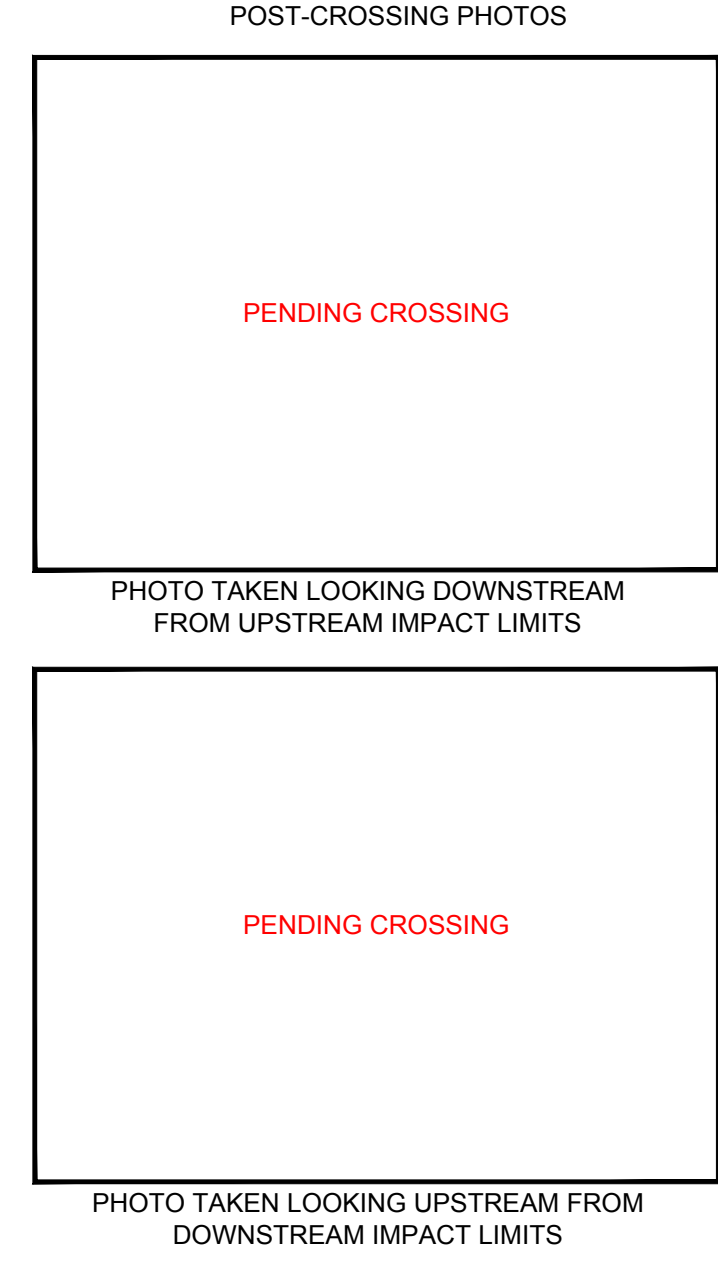 POST-CROSSING PHOTOS
PENDING CROSSING
PHOTO TAKEN LOOKING DOWNSTREAM
FROM UPSTREAM IMPACT LIMITS
PENDING CROSSING
PHOTO TAKEN LOOKING UPSTREAM FROM
DOWNSTREAM IMPACT LIMITS